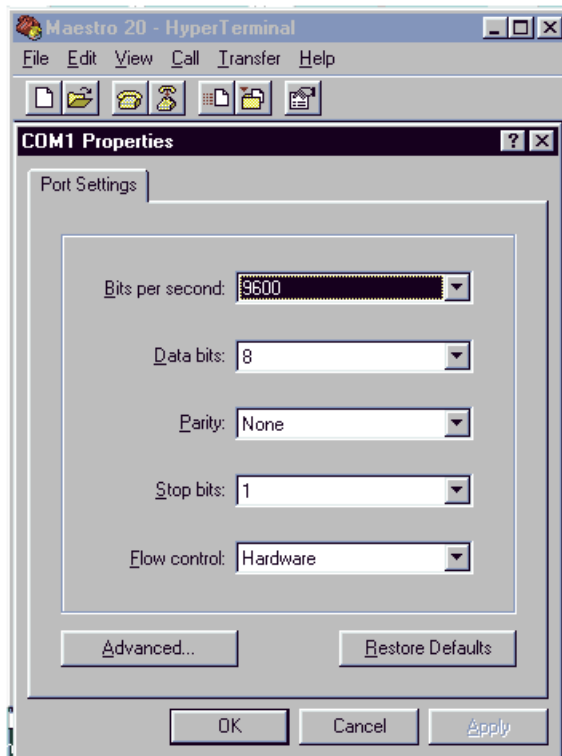 Maestro 20 - HyperTerminal
File Edit View Call Transfer Help
COM1 Properties
Port Settings
Bits per second: 9600
Data bits: 8
Parity: None
Stop bits: 1
Flow control: Hardware
Advanced... Restore Defaults
OK Cancel Apply